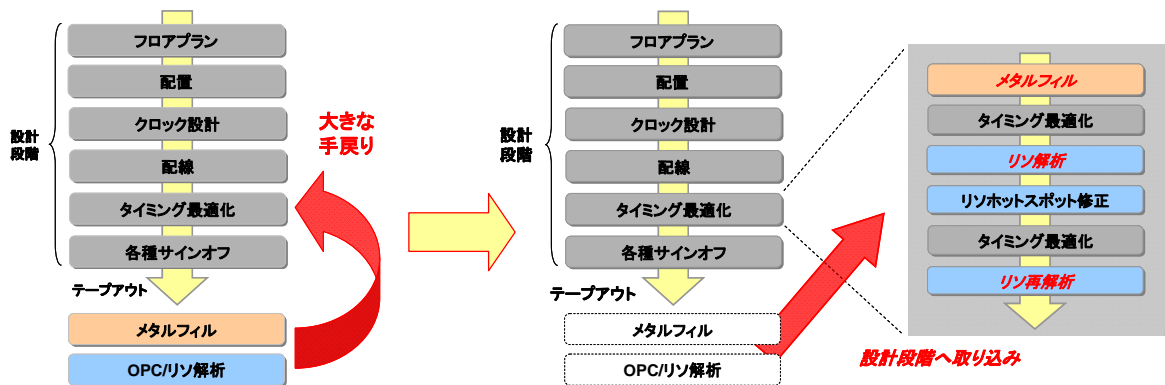 フロアプラン
配置
クロック設計
配線
タイミング最適化
各種サインオフ
設計
段階
テープアウト
メタルフィル
OPC/リソ解析
大きな
手戻り
フロアプラン
配置
クロック設計
配線
タイミング最適化
各種サインオフ
設計
段階
テープアウト
メタルフィル
OPC/リソ解析
メタルフィル
タイミング最適化
リソ解析
リソホットスポット修正
タイミング最適化
リソ再解析
設計段階へ取り込み